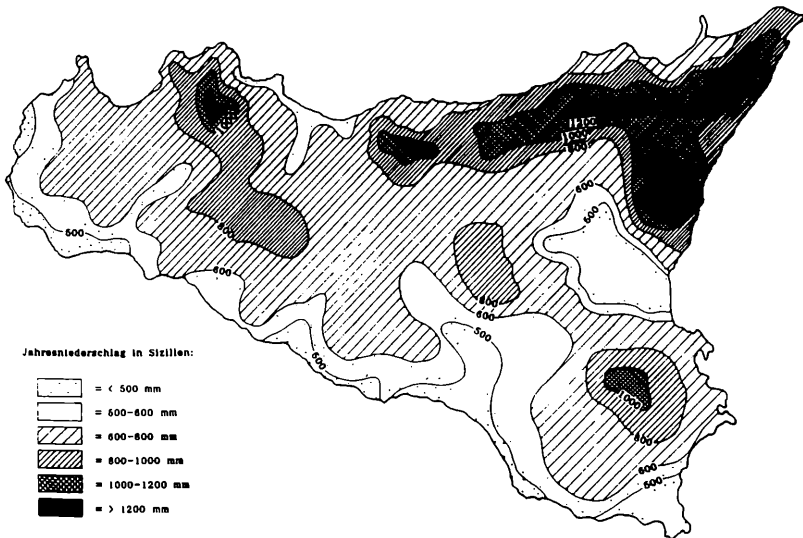 1200
1000
800
600
500
800
600
800
600
500
500
1000
800
600
500
Jahresniederschlag in Sizilien:
= < 500 mm
= 500-600 mm
= 600-800 mm
= 800-1000 mm
= 1000-1200 mm
= > 1200 mm